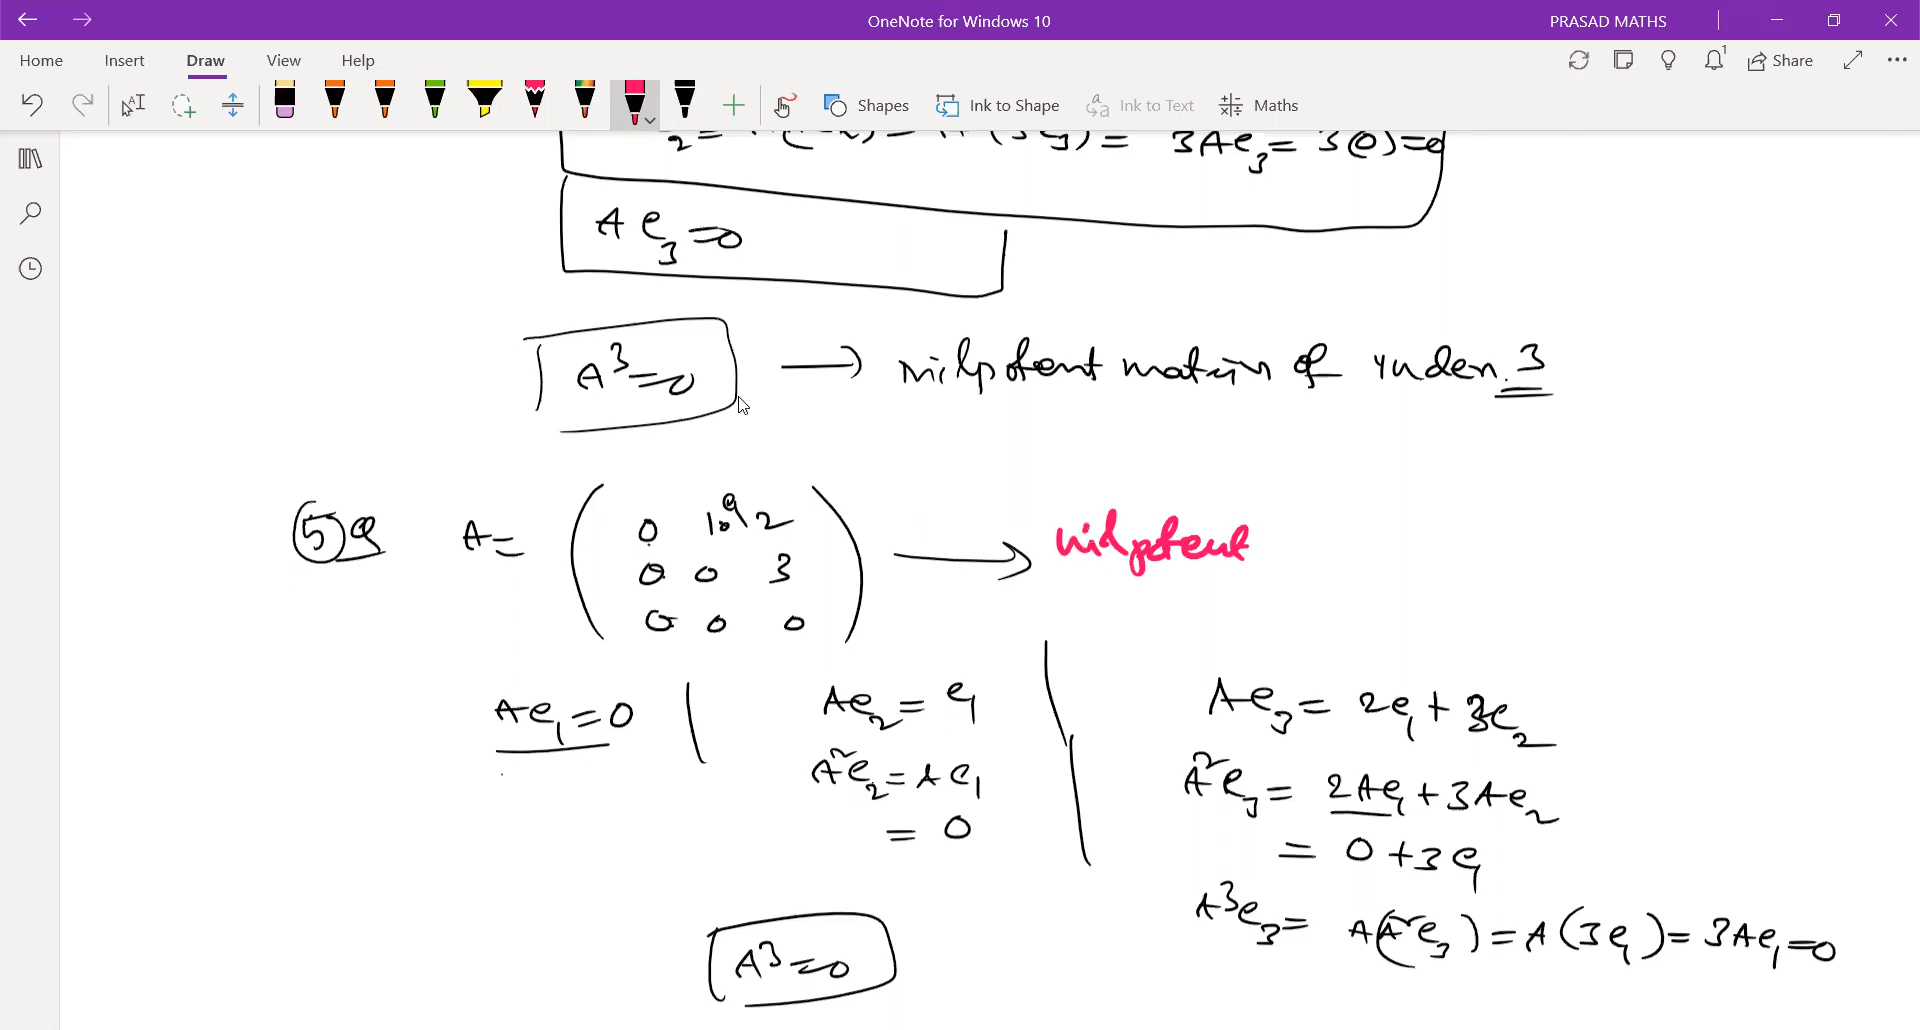 OneNote for Windows 10
PRASAD MATHS
Home Insert Draw View Help
1 Share
Ink to Shape
Shapes
Ink to Text
Maths
3Ae₃ = 3(0)=0
Ae₃=0
A³=0 → nilpotent matrix of index 3
5Q A=
0 1 2
0 0 3
0 0 0
→ nilpotent
Ae₁=0
Ae₂ = e₁
A²e₂ = Ae₁
= 0
Ae₃ = 2e₁ + 3e₂
A²e₃ = 2Ae₁ + 3Ae₂
= 0 + 3e₁
A³e₃ = A(A²e₃) = A(3e₁) = 3Ae₁ = 0
A³=0